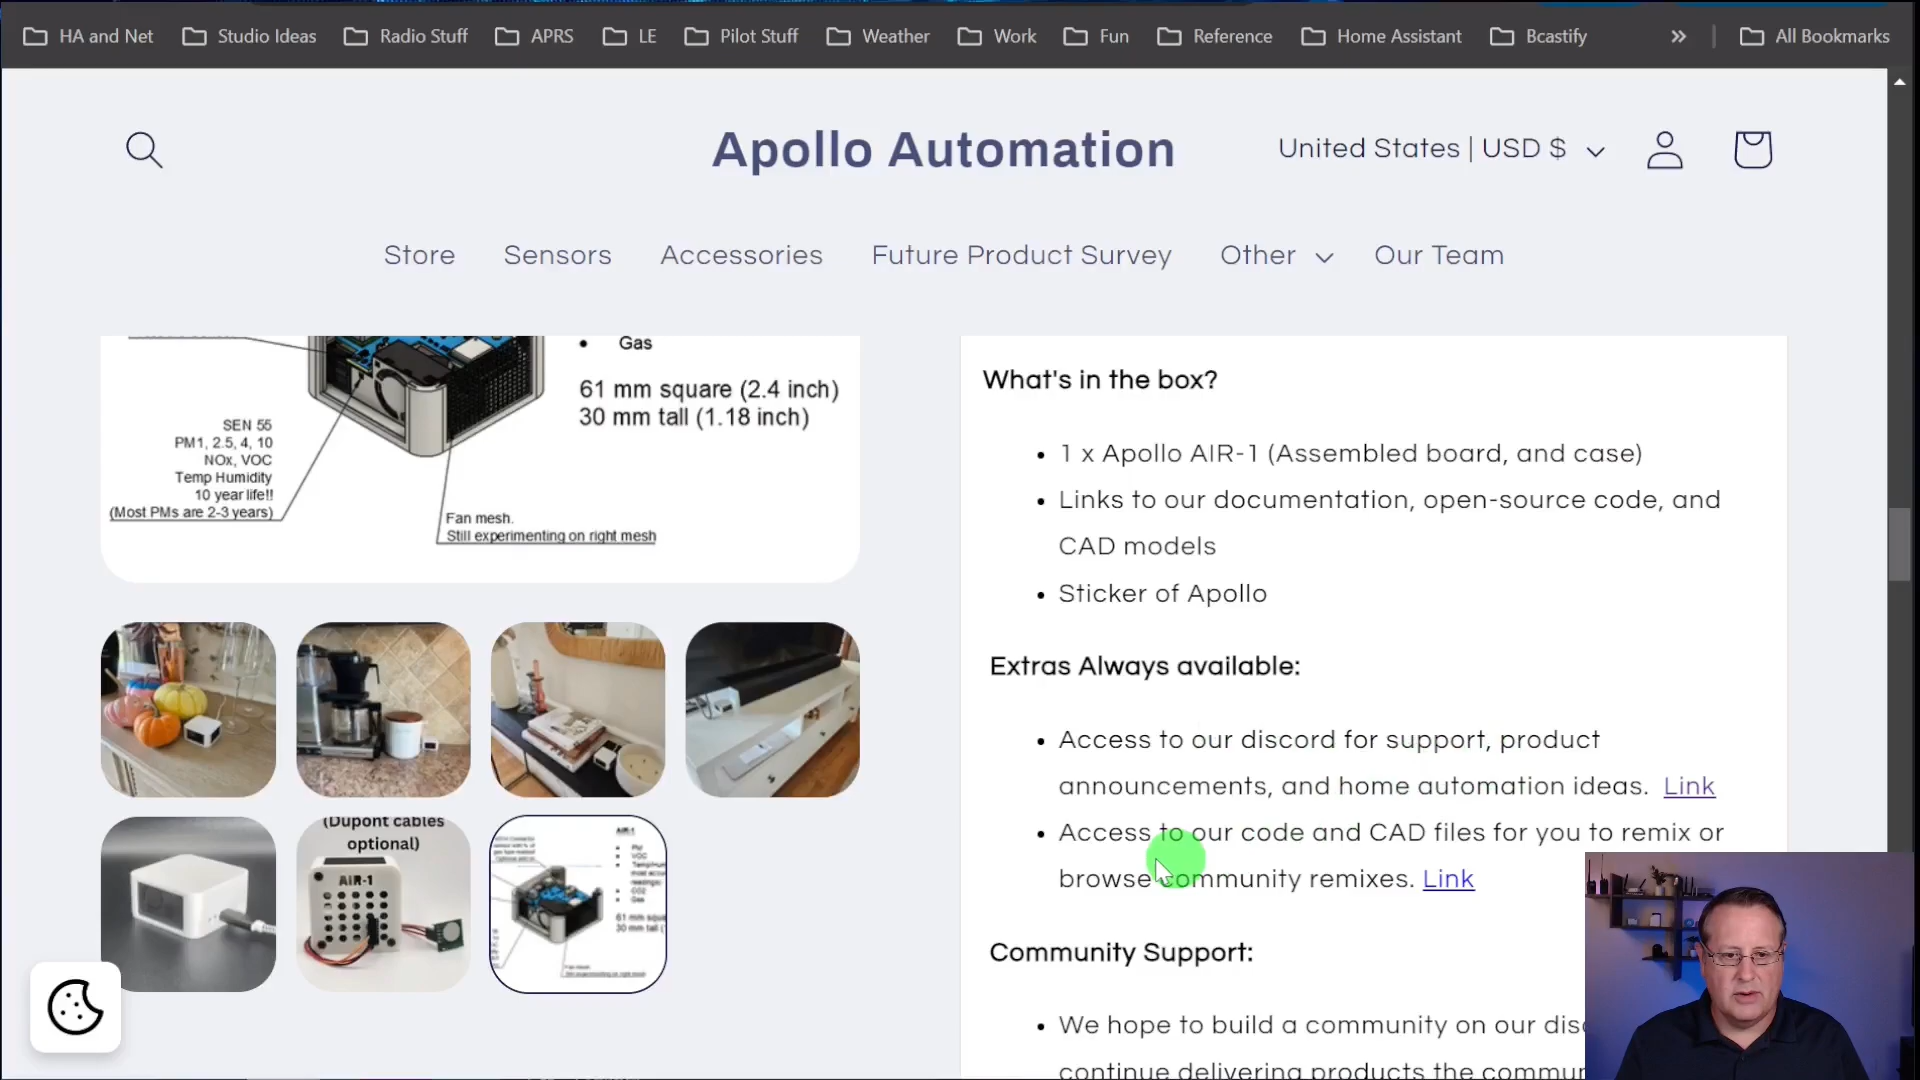 HA and Net
Studio Ideas
Radio Stuff
APRS
LE
Pilot Stuff
Weather
Work
Fun
Reference
Home Assistant
Bcastify
All Bookmarks
Apollo Automation
United States | USD $
Store
Sensors
Accessories
Future Product Survey
Other
Our Team
• Gas
61 mm square (2.4 inch)
30 mm tall (1.18 inch)
SEN 55
PM1, 2.5, 4, 10
NOx, VOC
Temp Humidity
10 year life!!
(Most PMs are 2-3 years)
Fan mesh.
Still experimenting on right mesh
(Dupont cables
optional)
AIR-1
AIR-1
What's in the box?
• 1 x Apollo AIR-1 (Assembled board, and case)
• Links to our documentation, open-source code, and
CAD models
• Sticker of Apollo
Extras Always available:
• Access to our discord for support, product
announcements, and home automation ideas. Link
• Access to our code and CAD files for you to remix or
browse community remixes. Link
Community Support:
• We hope to build a community on our
continue delivering products the